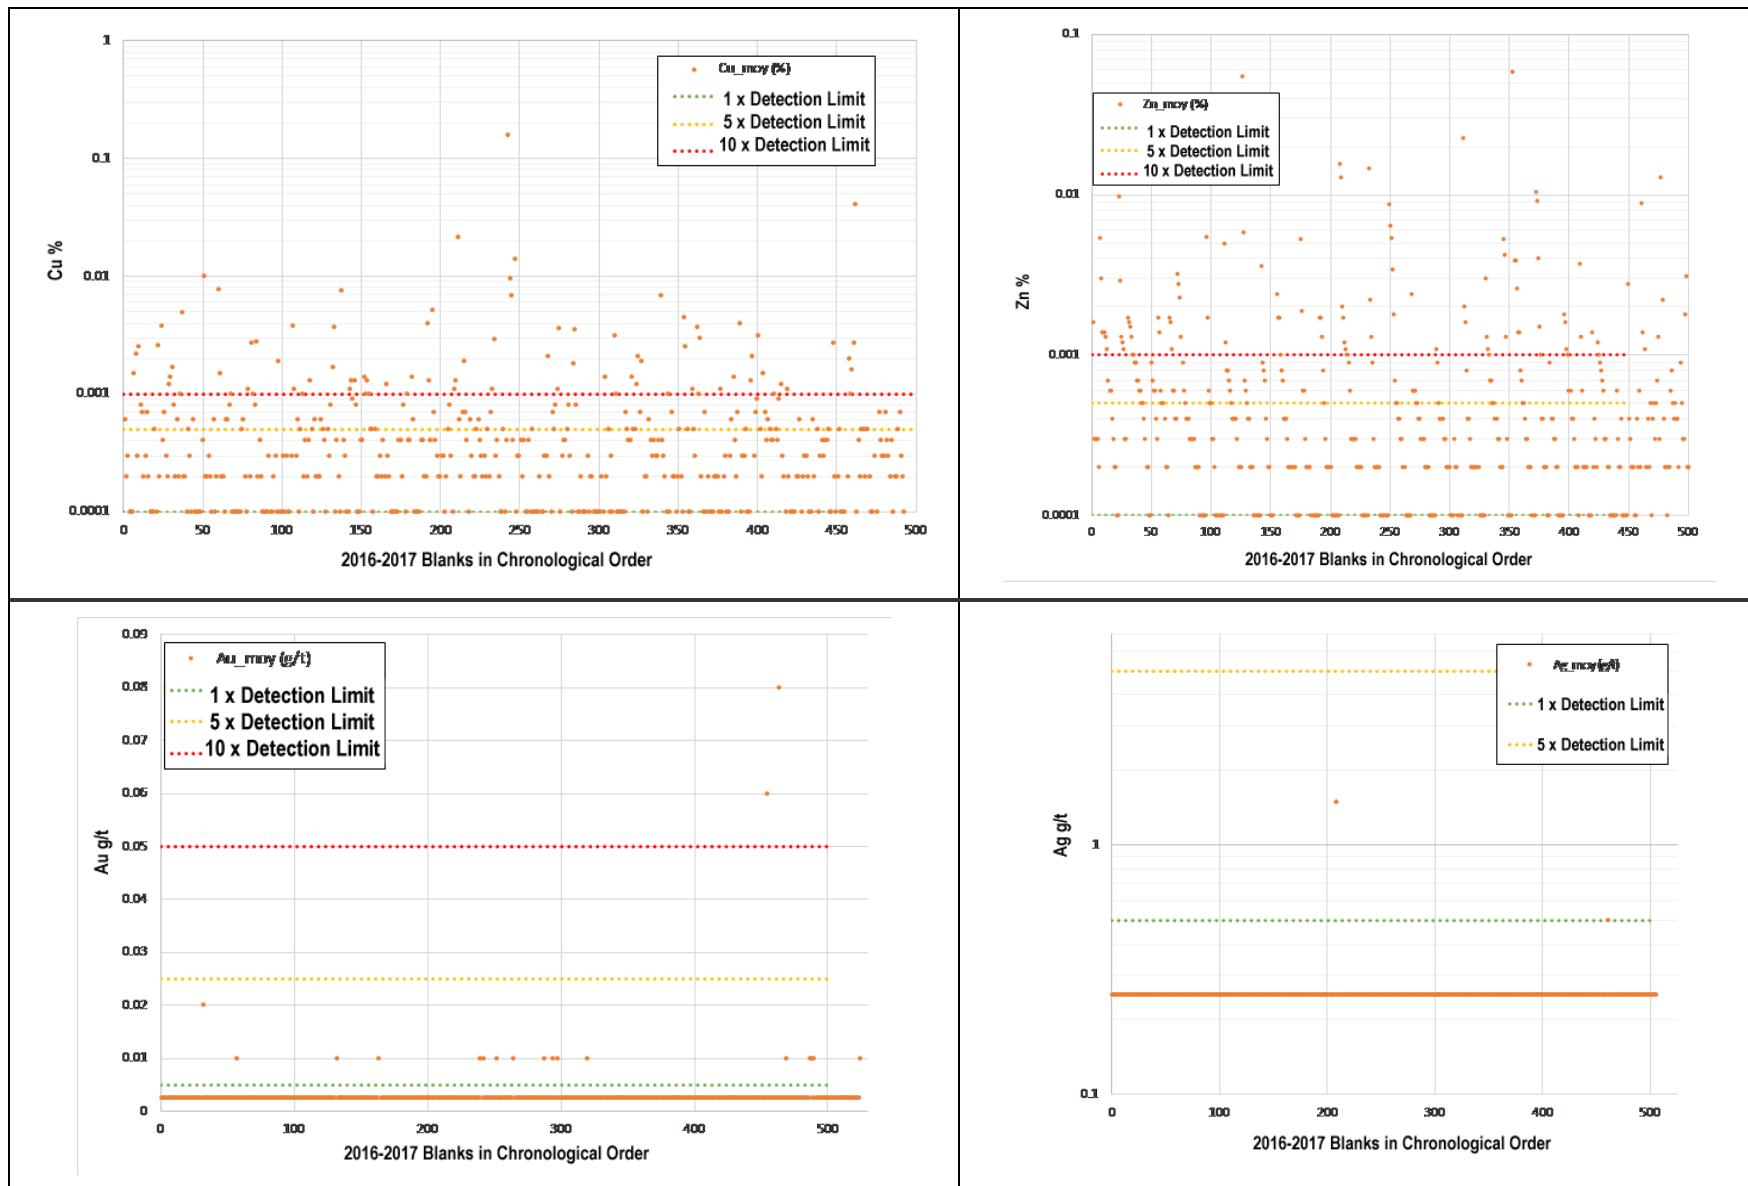 1
0.1
0.01
0.001
0.0001
Cu %
Cu_moy (%)
1 x Detection Limit
5 x Detection Limit
10 x Detection Limit
0 50 100 150 200 250 300 350 400 450 500
2016-2017 Blanks in Chronological Order
0.1
0.01
0.001
0.0001
Zn %
Zn_moy (%)
1 x Detection Limit
5 x Detection Limit
10 x Detection Limit
0 50 100 150 200 250 300 350 400 450 500
2016-2017 Blanks in Chronological Order
0.09
0.08
0.07
0.06
0.05
0.04
0.03
0.02
0.01
0
Au g/t
Au_moy (g/t)
1 x Detection Limit
5 x Detection Limit
10 x Detection Limit
0 100 200 300 400 500
2016-2017 Blanks in Chronological Order
1
0.1
Ag g/t
Ag_moy (g/t)
1 x Detection Limit
5 x Detection Limit
0 100 200 300 400 500
2016-2017 Blanks in Chronological Order